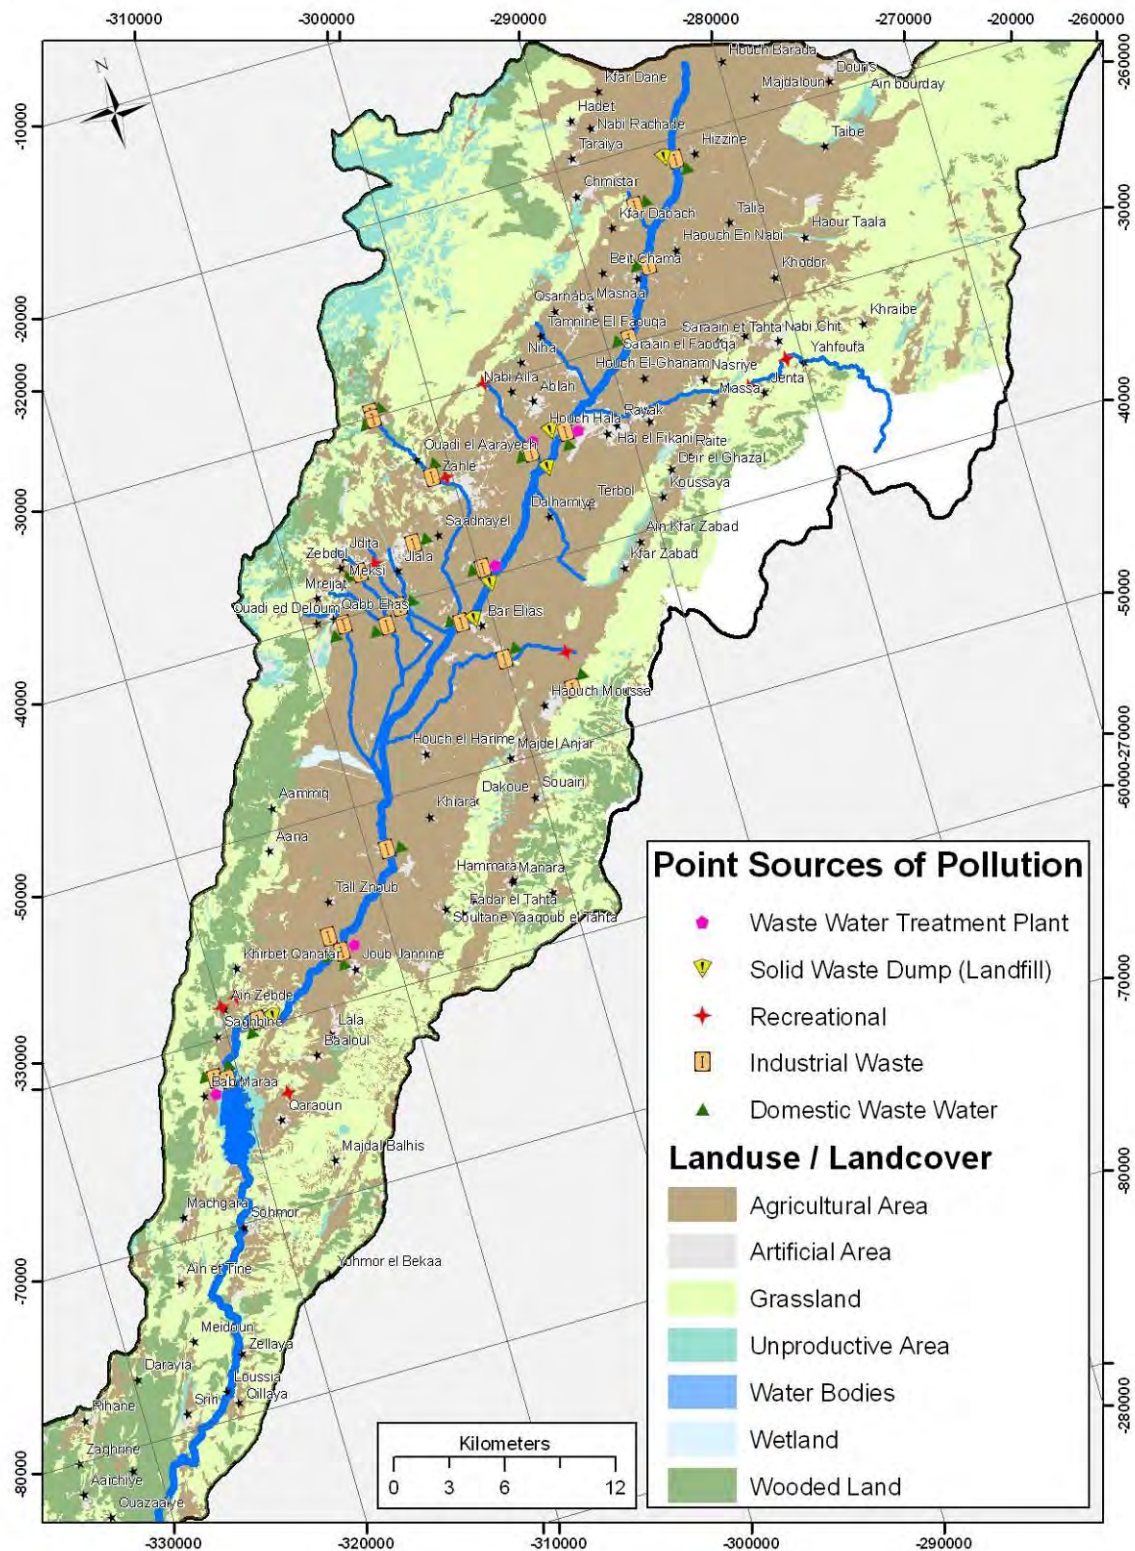 -310000 -300000 -290000 -280000 -270000 -20000 -260000
-260000
-10000
-30000
-20000
-320000
-40000
-30000
-50000
-40000
-270000
-60000
-50000
-70000
-330000
-80000
-70000
-280000
-80000
-330000 -320000 -310000 -300000 -290000
N
Houch Barada
Douris
Kfar Dane
Majdaloun
Ain bourday
Hadet
Nabi Rachade
Taibe
Hizzine
Taraiya
Chmistar
Talia
Kfar Dabach
Haour Taala
Haouch En Nabi
Beit Chama
Khodor
Qsarnaba
Masnaa
Khraibe
Tamnine El Faouqa
Saraain et Tahta
Nabi Chit
Saraain el Faouqa
Yahfoufa
Niha
Houch El-Ghanam
Nasriye
Nabi Aila
Ablah
Massa
Jenta
Houch Hala
Rayak
Ouadi el Aarayech
Hai el Fikani
Raite
Zahle
Deir el Ghazal
Koussaya
Terbol
Dalhamiye
Saadnayel
Ain Kfar Zabad
Jdita
Zebdol
Jlala
Kfar Zabad
Meksi
Mreijat
Ouadi ed Deloum
Qabb Elias
Bar Elias
Haouch Moussa
Houch el Harime
Majdel Anjar
Dakoue
Souairi
Aammiq
Khiara
Aana
Hammara
Manara
Tall Znoub
Fadar el Tahta
Soultane Yaaqoub el Tahta
Khirbet Qanafar
Joub Jannine
Ain Zebde
Saghbine
Lala
Baaloul
Bab Maraa
Qaraoun
Majdal Balhis
Machgara
Sohmor
Yohmor el Bekaa
Ain et Tine
Meidoun
Zellaya
Darayia
Loussia
Qillaya
Rihane
Sriri
Zaghrine
Aaichiye
Ouazaaiye
Point Sources of Pollution
Waste Water Treatment Plant
Solid Waste Dump (Landfill)
Recreational
Industrial Waste
Domestic Waste Water
Landuse / Landcover
Agricultural Area
Artificial Area
Grassland
Unproductive Area
Water Bodies
Wetland
Wooded Land
Kilometers
0 3 6 9 12